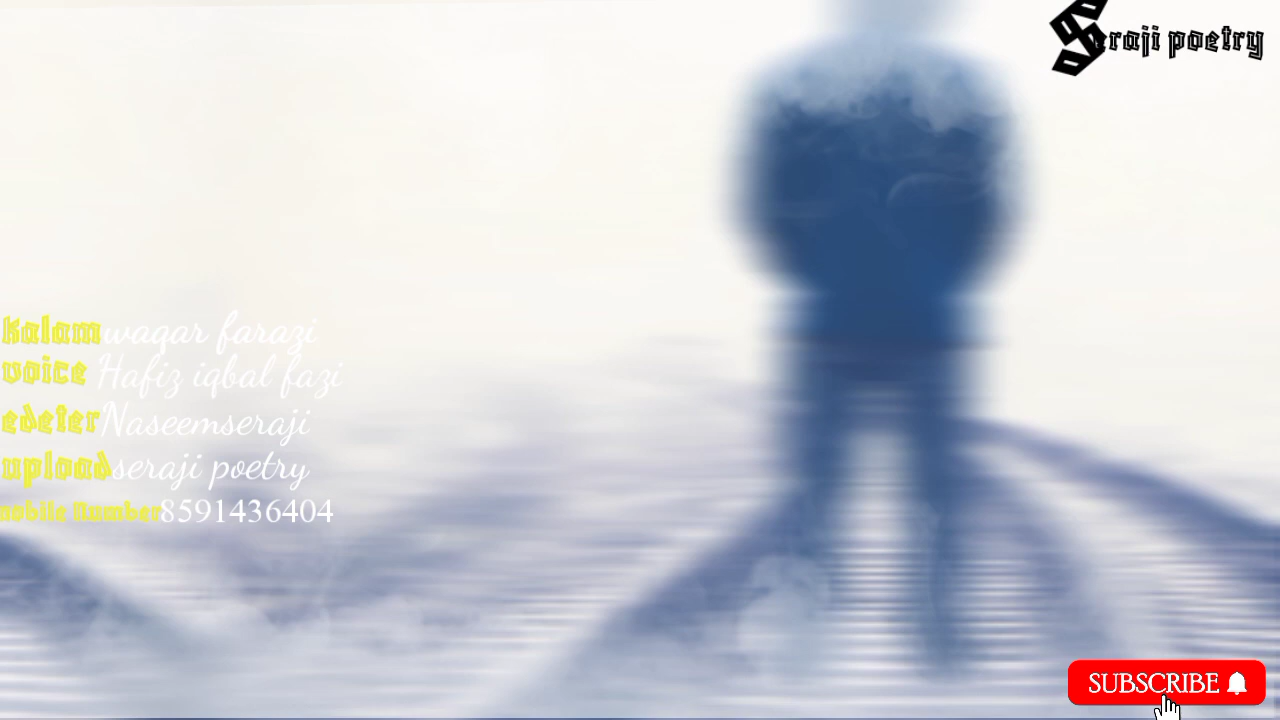 Seraji poetry
kalam waqar farazi
voice Hafiz iqbal fazi
edeter Naseemseraji
upload seraji poetry
mobile Number 8591436404
SUBSCRIBE